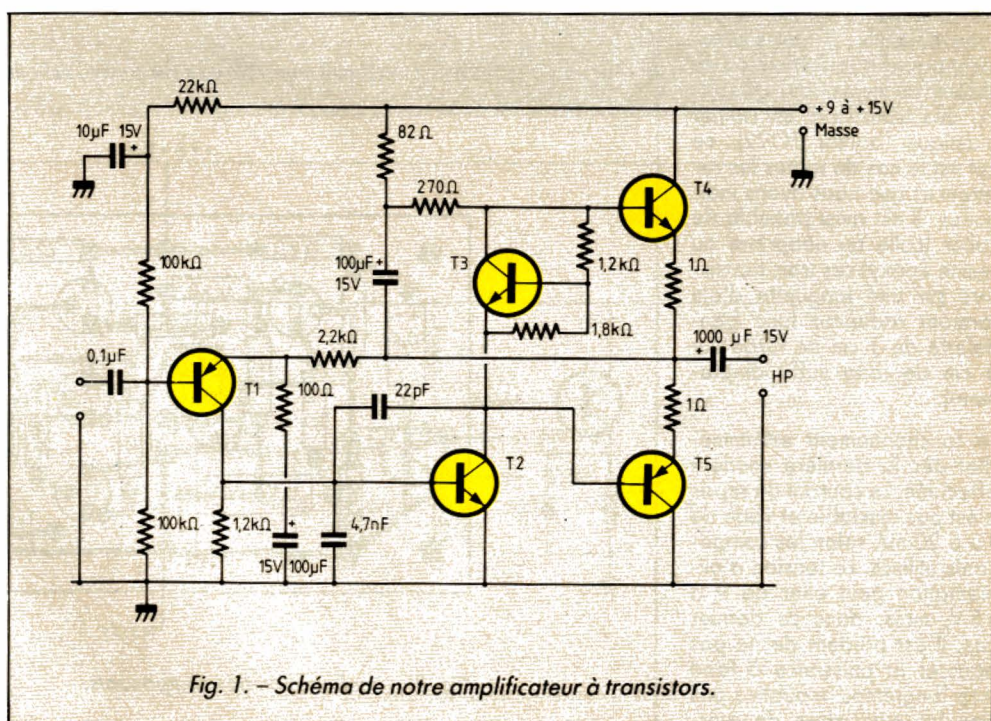 22kΩ
+9 à +15V
10µF 15V
+
82Ω
Masse
270Ω
T4
100kΩ
100µF
+
15V
T3
1,2kΩ
1Ω
1,8kΩ
0,1µF
2,2kΩ
+
1000 µF 15V
T1
100Ω
22pF
HP
1Ω
T2
T5
100kΩ
1,2kΩ
+
4,7nF
15V 100µF
Fig. 1. – Schéma de notre amplificateur à transistors.